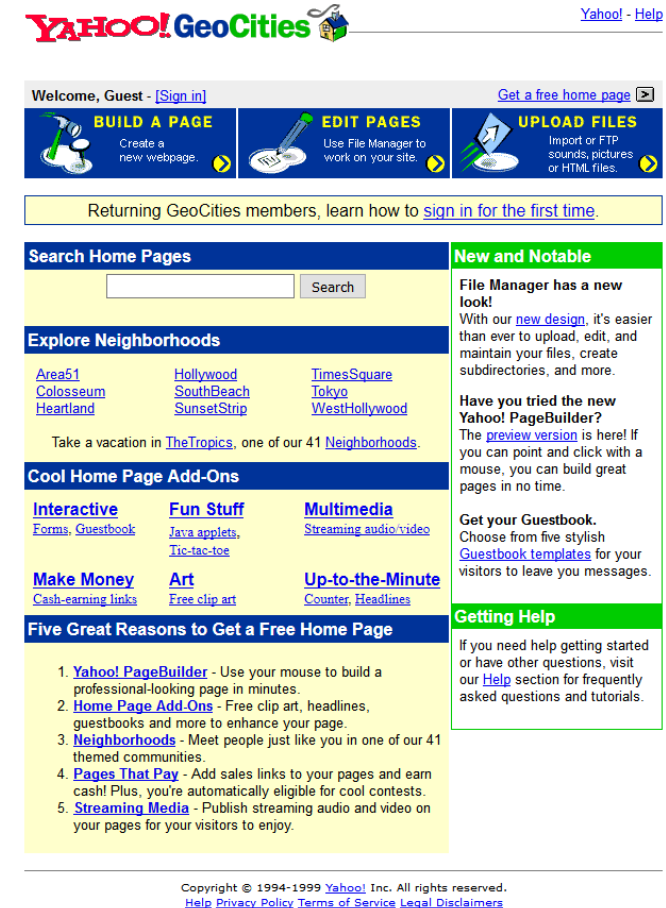 YAHOO! GeoCities
Yahoo! - Help
Welcome, Guest - [Sign in]
Get a free home page >
BUILD A PAGE
Create a
new webpage.
EDIT PAGES
Use File Manager to
work on your site.
UPLOAD FILES
Import or FTP
sounds, pictures
or HTML files.
Returning GeoCities members, learn how to sign in for the first time.
Search Home Pages
Search
Explore Neighborhoods
Area51 Hollywood TimesSquare
Colosseum SouthBeach Tokyo
Heartland SunsetStrip WestHollywood
Take a vacation in TheTropics, one of our 41 Neighborhoods.
Cool Home Page Add-Ons
Interactive
Forms, Guestbook
Fun Stuff
Java applets,
Tic-tac-toe
Multimedia
Streaming audio/video
Make Money
Cash-earning links
Art
Free clip art
Up-to-the-Minute
Counter, Headlines
Five Great Reasons to Get a Free Home Page
1. Yahoo! PageBuilder - Use your mouse to build a
professional-looking page in minutes.
2. Home Page Add-Ons - Free clip art, headlines,
guestbooks and more to enhance your page.
3. Neighborhoods - Meet people just like you in one of our 41
themed communities.
4. Pages That Pay - Add sales links to your pages and earn
cash! Plus, you're automatically eligible for cool contests.
5. Streaming Media - Publish streaming audio and video on
your pages for your visitors to enjoy.
New and Notable
File Manager has a new
look!
With our new design, it's easier
than ever to upload, edit, and
maintain your files, create
subdirectories, and more.
Have you tried the new
Yahoo! PageBuilder?
The preview version is here! If
you can point and click with a
mouse, you can build great
pages in no time.
Get your Guestbook.
Choose from five stylish
Guestbook templates for your
visitors to leave you messages.
Getting Help
If you need help getting started
or have other questions, visit
our Help section for frequently
asked questions and tutorials.
Copyright © 1994-1999 Yahoo! Inc. All rights reserved.
Help Privacy Policy Terms of Service Legal Disclaimers